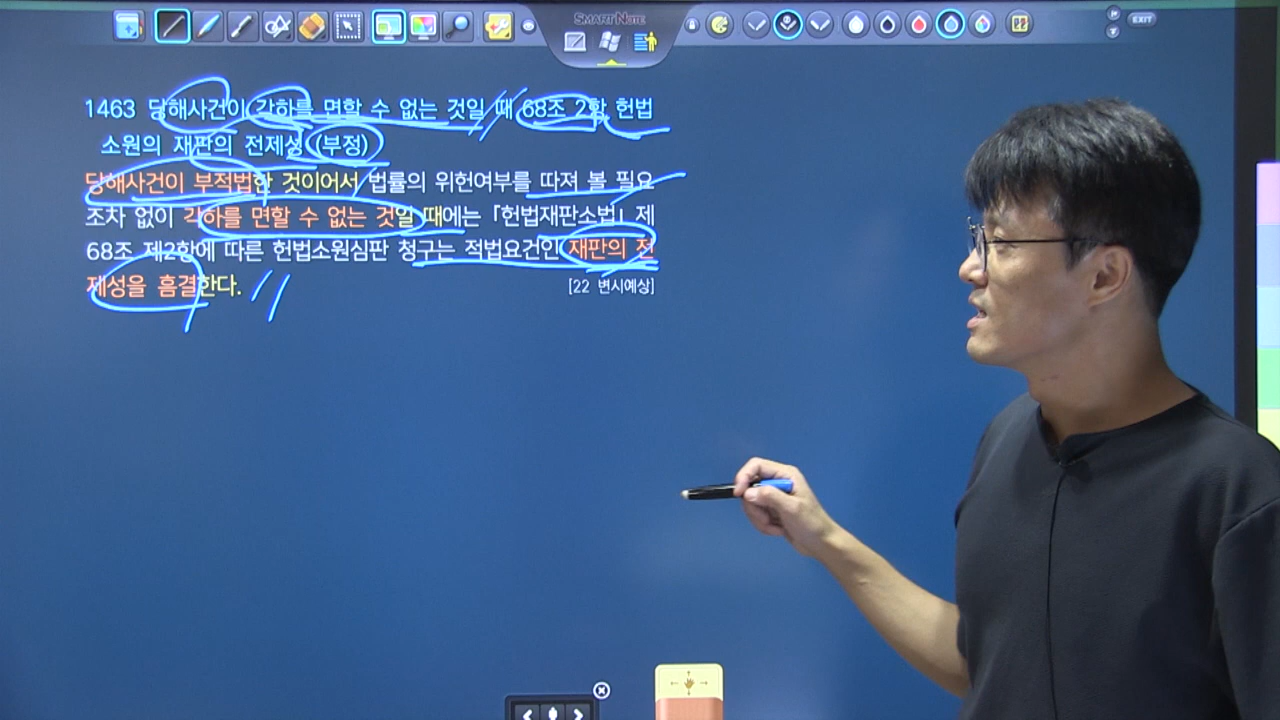 SMART NOTE
EXIT
1463 당해사건이 각하를 면할 수 없는 것일 때 68조 2항 헌법
소원의 재판의 전제성 (부정)
당해사건이 부적법한 것이어서 법률의 위헌여부를 따져 볼 필요
조차 없이 각하를 면할 수 없는 것일 때에는 「헌법재판소법」 제
68조 제2항에 따른 헌법소원심판 청구는 적법요건인 재판의 전
제성을 흠결한다.
[22 변시예상]